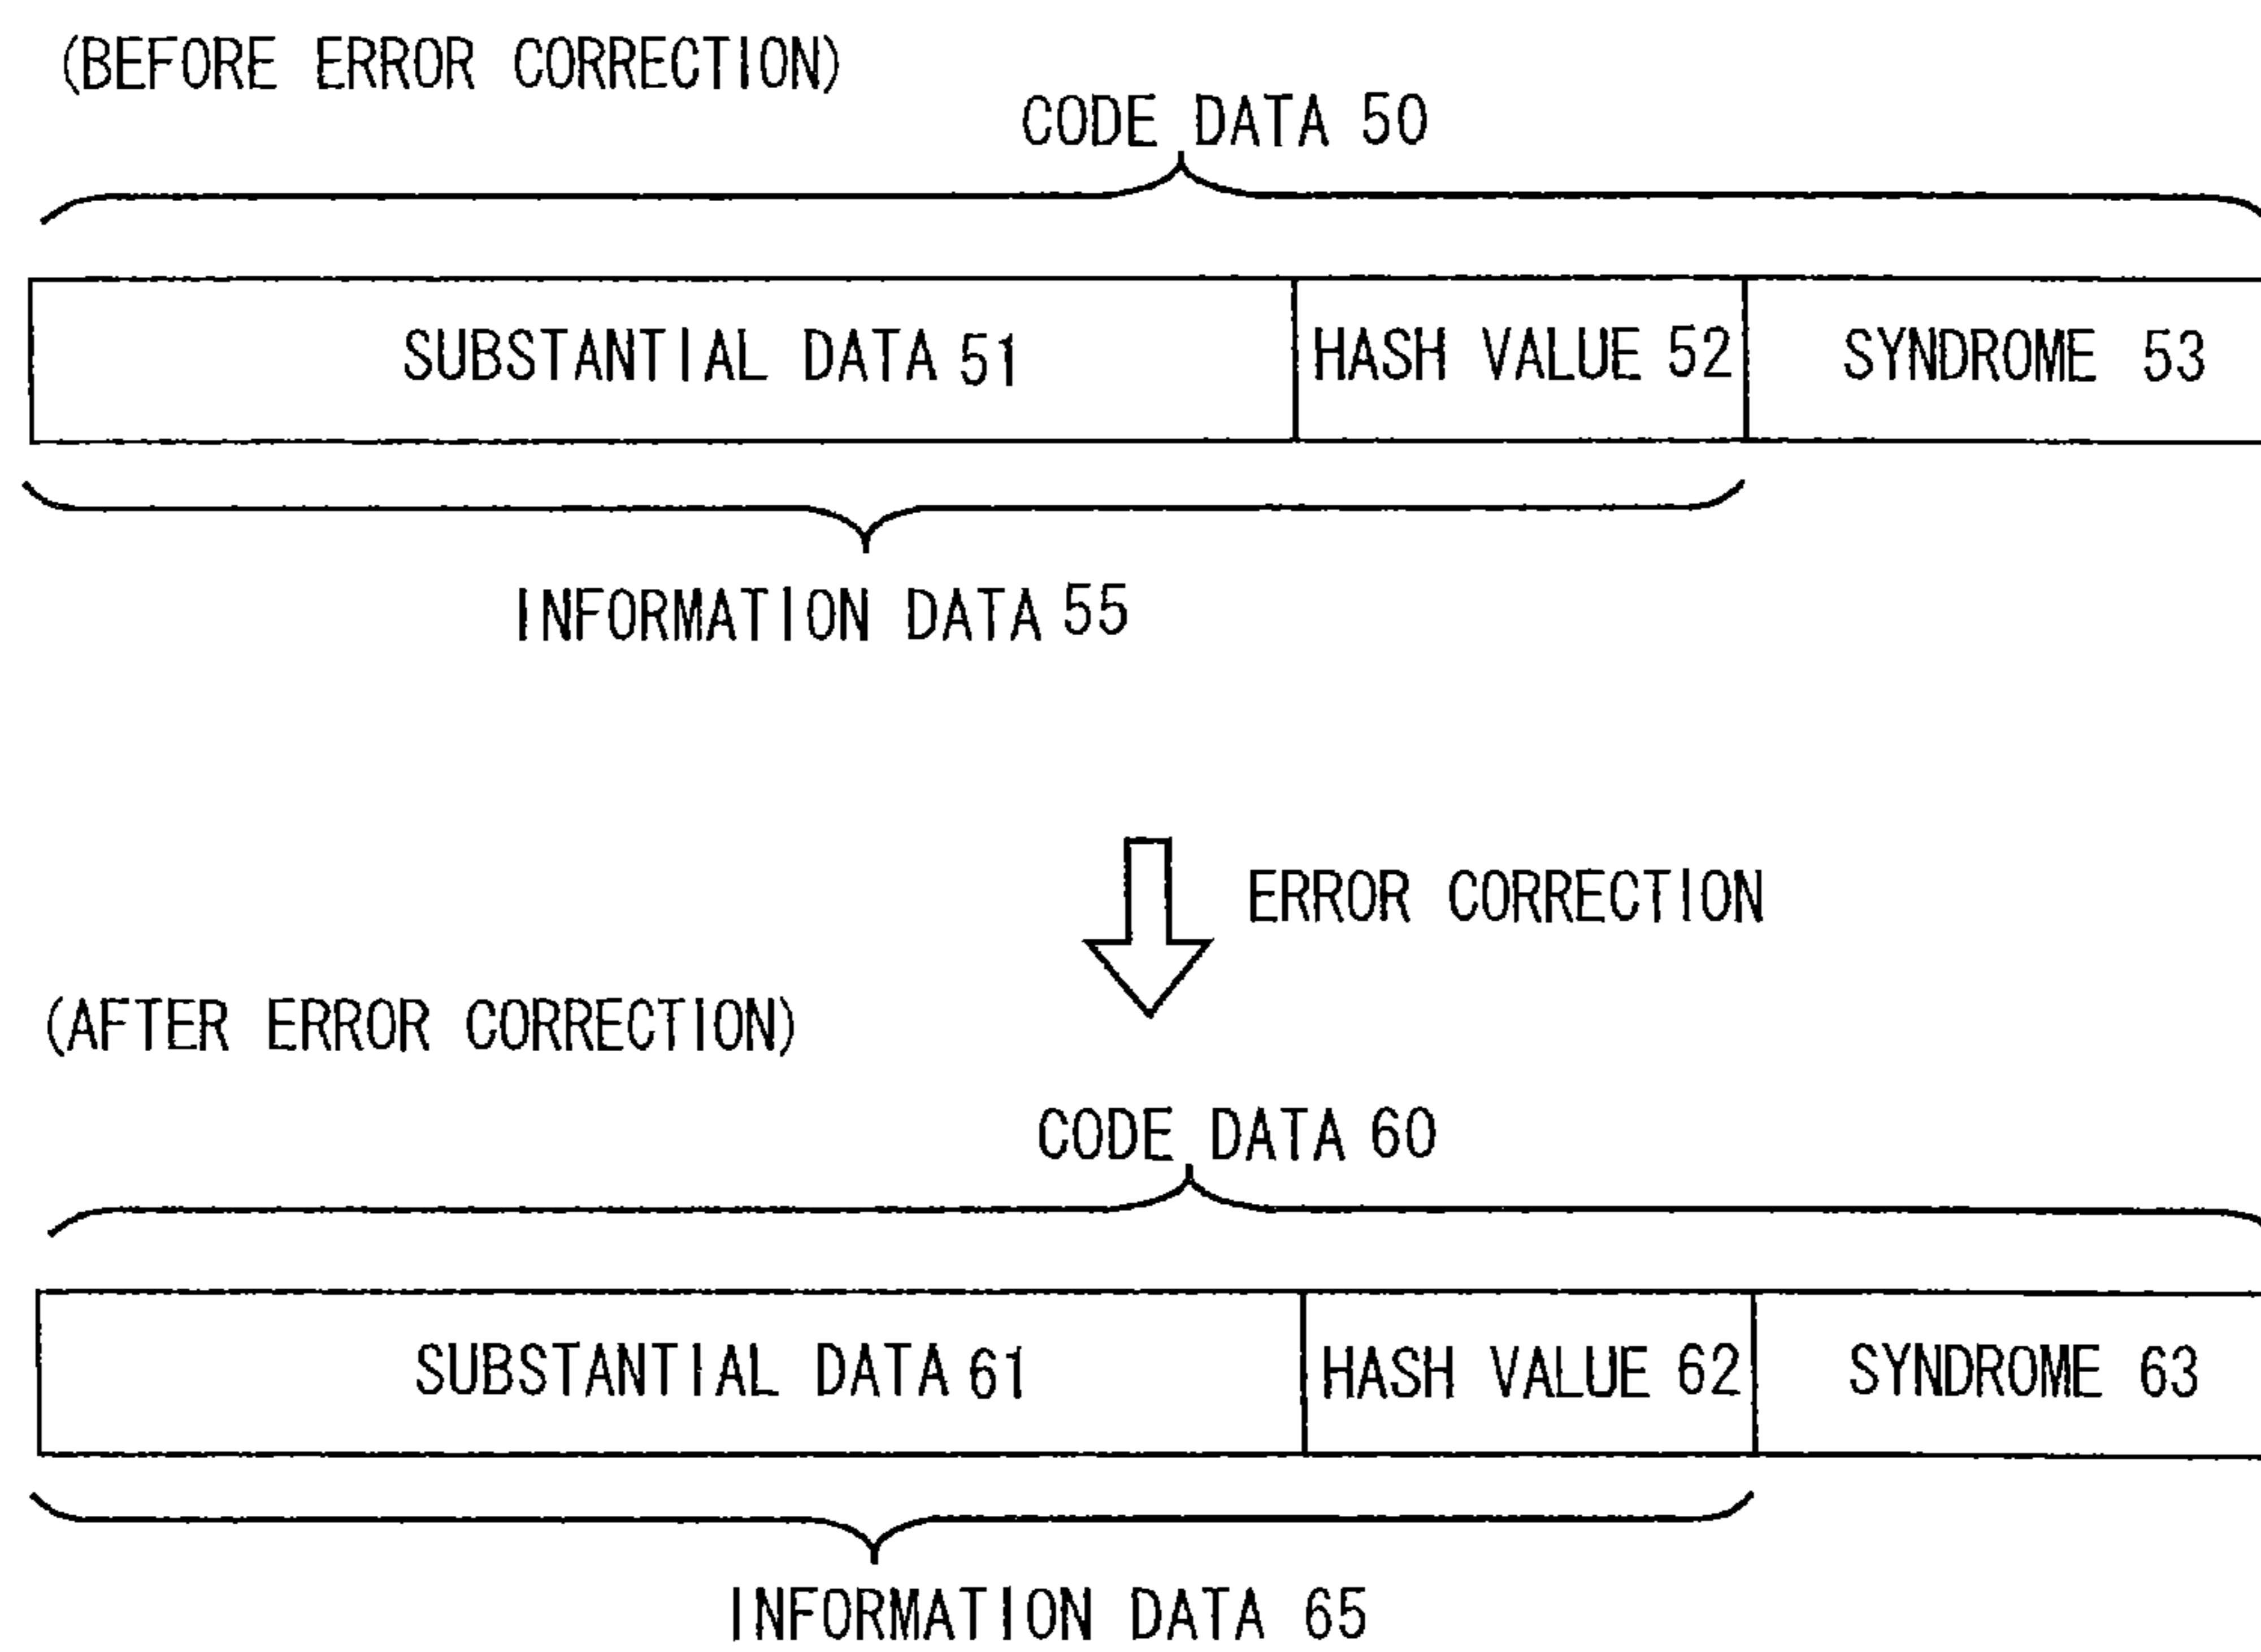 (BEFORE ERROR CORRECTION)
CODE DATA 50
SUBSTANTIAL DATA 51 HASH VALUE 52 SYNDROME 53
INFORMATION DATA 55
ERROR CORRECTION
(AFTER ERROR CORRECTION)
CODE DATA 60
SUBSTANTIAL DATA 61 HASH VALUE 62 SYNDROME 63
INFORMATION DATA 65